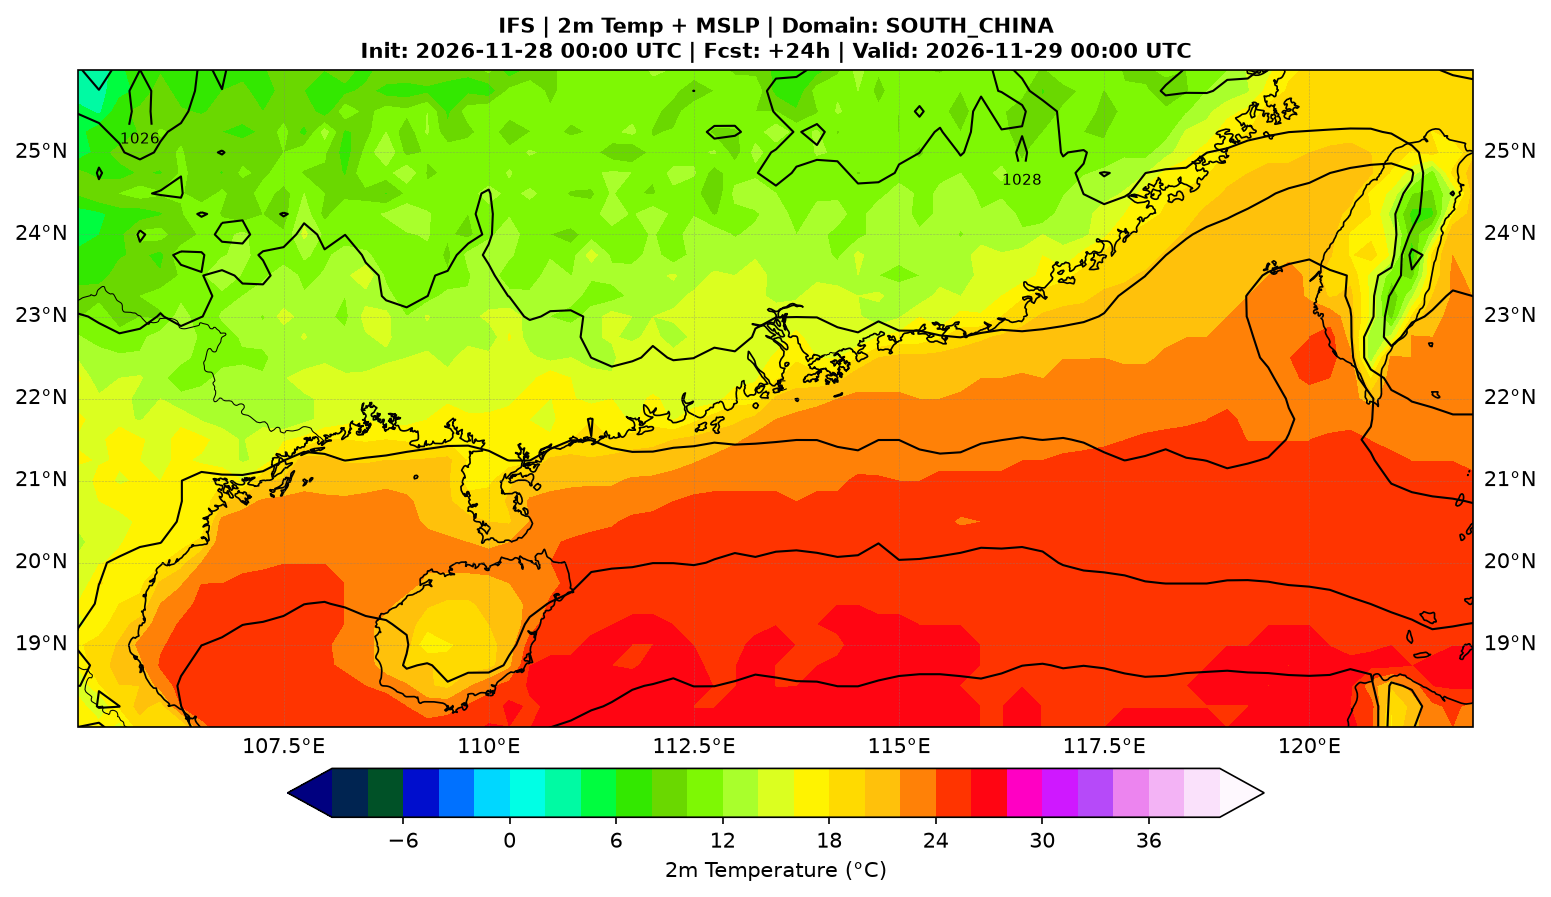 IFS | 2m Temp + MSLP | Domain: SOUTH_CHINA
Init: 2026-11-28 00:00 UTC | Fcst: +24h | Valid: 2026-11-29 00:00 UTC
1026
1028
25°N 25°N
24°N 24°N
23°N 23°N
22°N 22°N
21°N 21°N
20°N 20°N
19°N 19°N
107.5°E 110°E 112.5°E 115°E 117.5°E 120°E
−6 0 6 12 18 24 30 36
2m Temperature (°C)